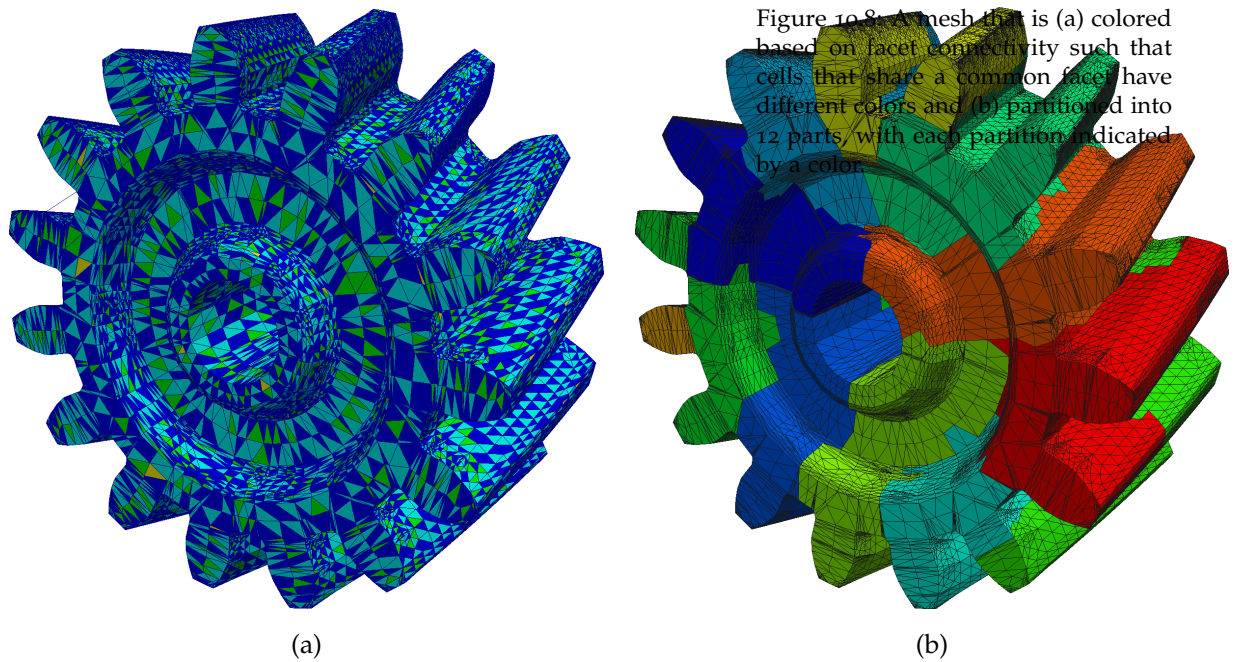 Figure 10.8: A mesh that is (a) colored
based on facet connectivity such that
cells that share a common facet have
different colors and (b) partitioned into
12 parts, with each partition indicated
by a color.
(a)
(b)